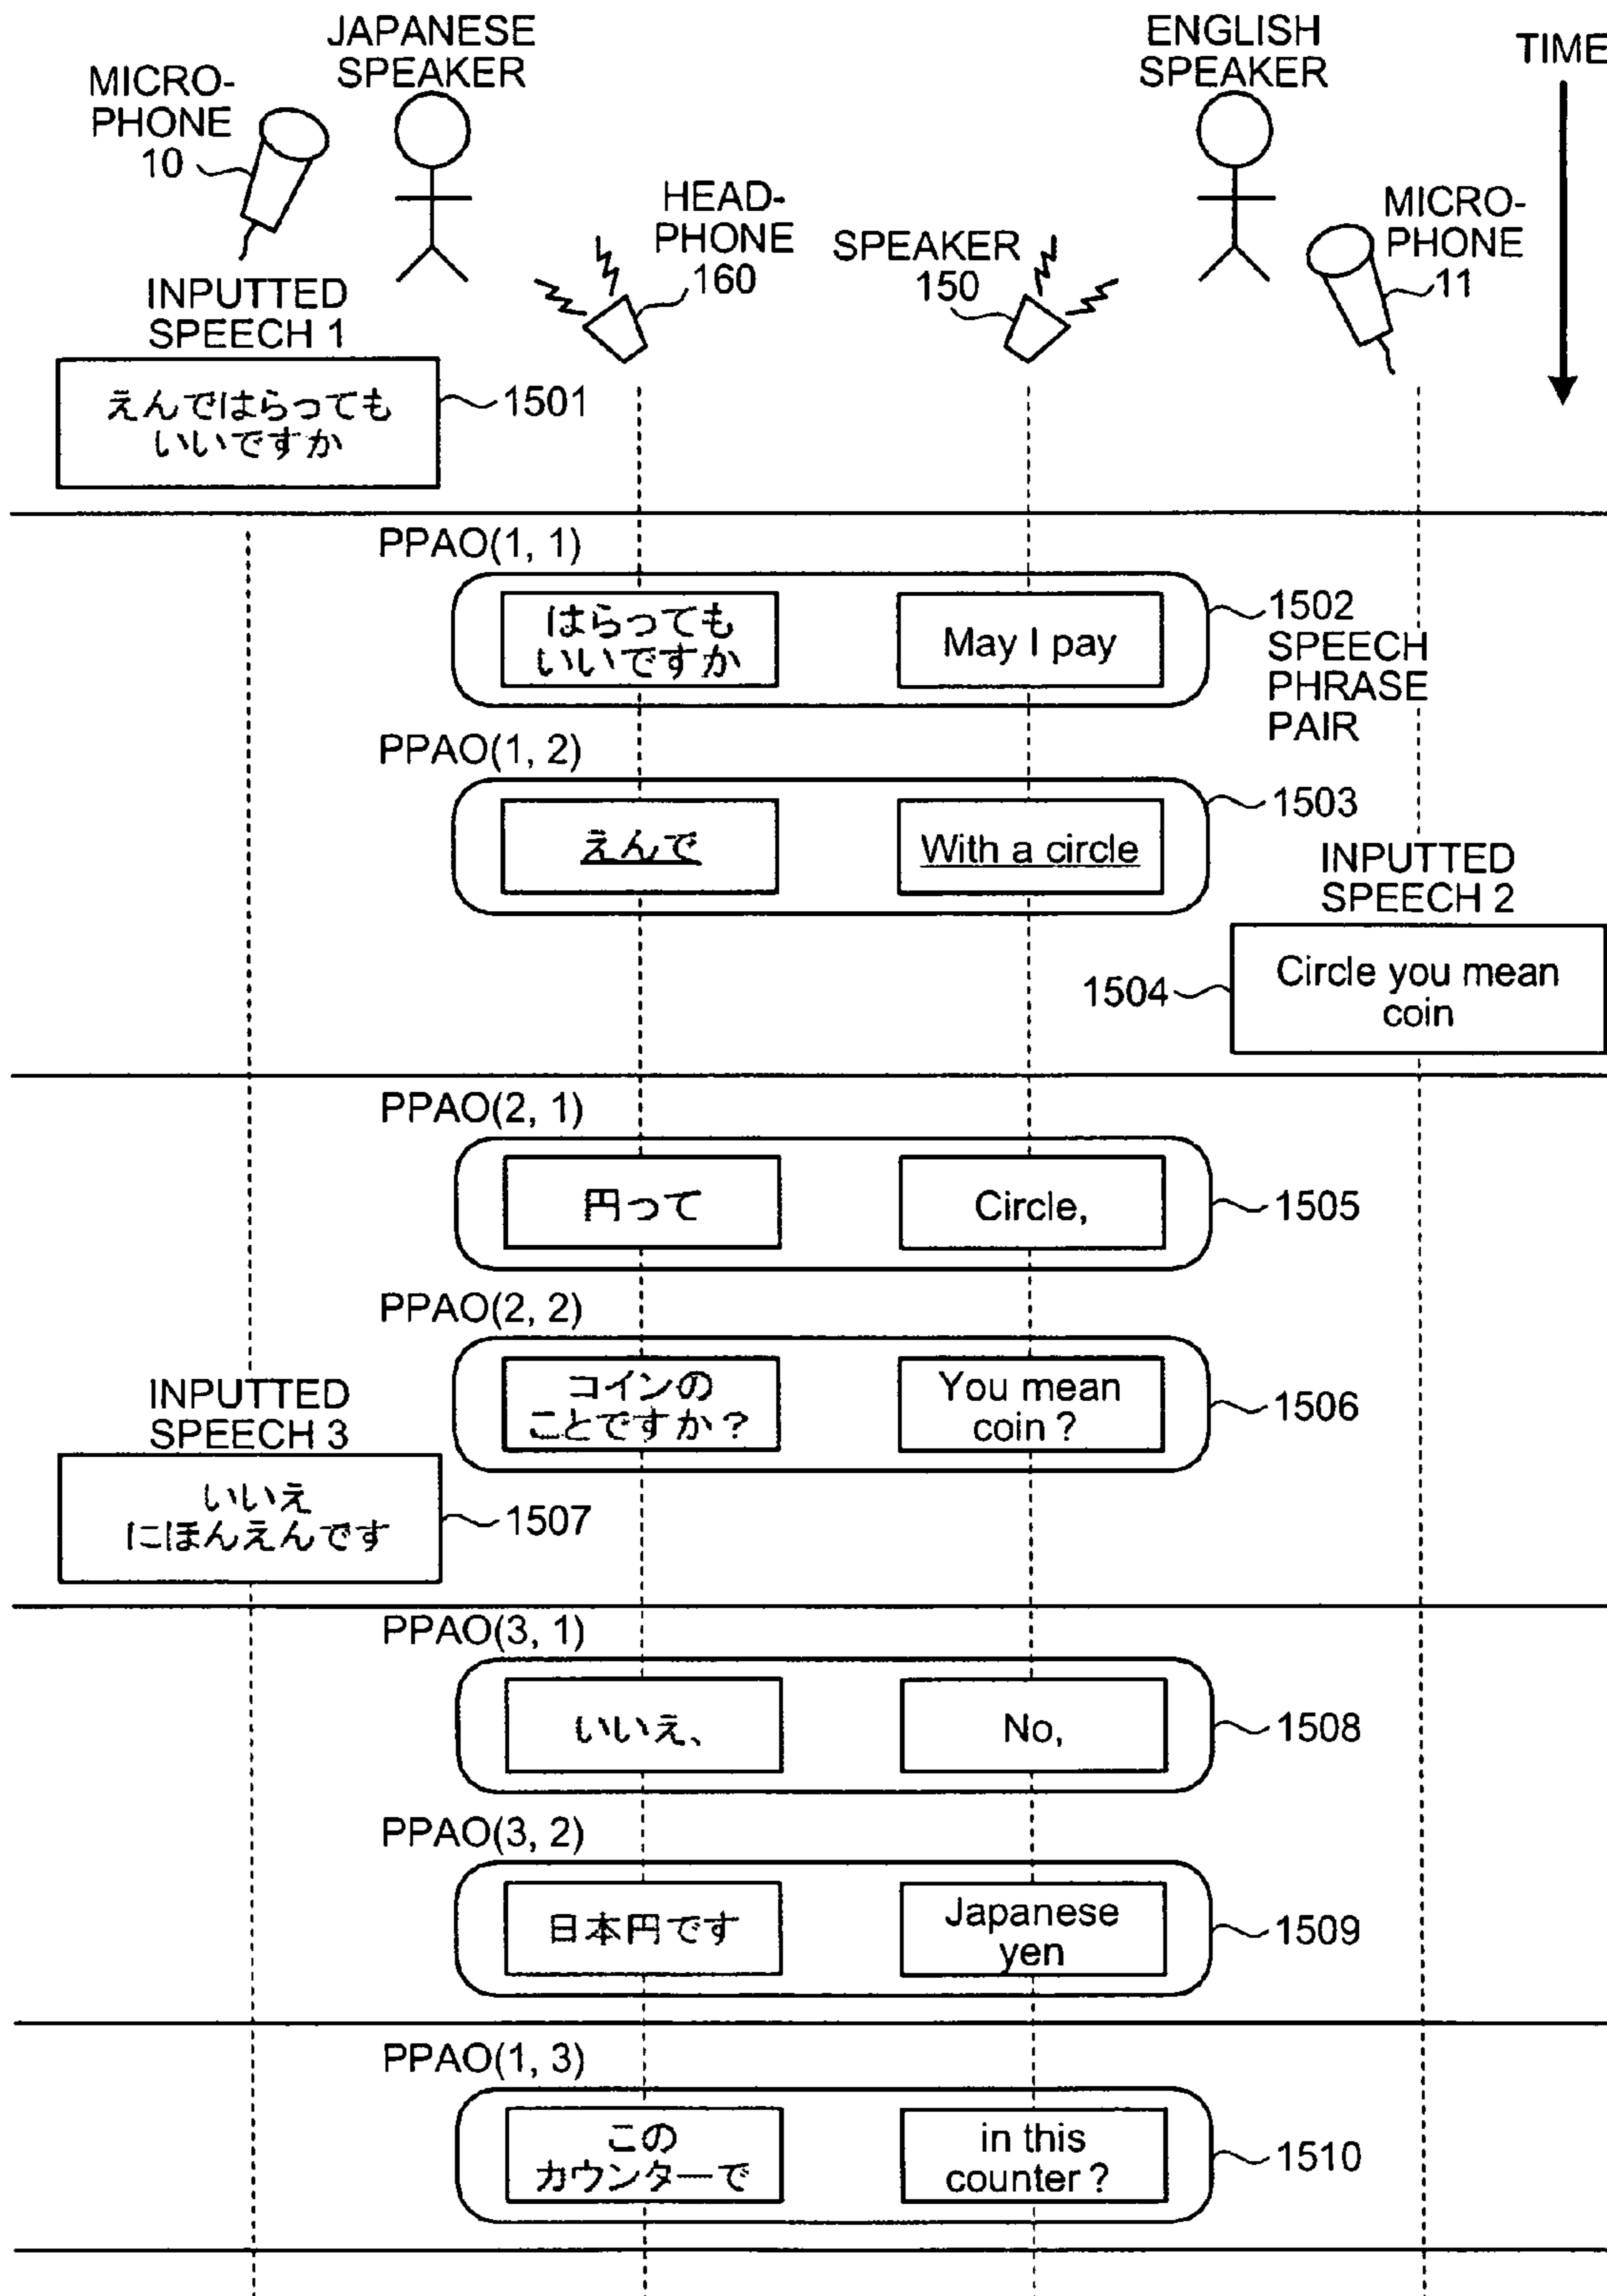 JAPANESE
SPEAKER
ENGLISH
SPEAKER
TIME
MICRO-
PHONE
10
HEAD-
PHONE
160
SPEAKER
150
MICRO-
PHONE
11
INPUTTED
SPEECH 1
えんではらっても
いいですか
1501
PPAO(1, 1)
はらっても
いいですか
May I pay
1502
SPEECH
PHRASE
PAIR
PPAO(1, 2)
えんで
With a circle
1503
INPUTTED
SPEECH 2
Circle you mean
coin
1504
PPAO(2, 1)
円って
Circle,
1505
PPAO(2, 2)
コインの
ことですか?
You mean
coin ?
1506
INPUTTED
SPEECH 3
いいえ
にほんえんです
1507
PPAO(3, 1)
いいえ、
No,
1508
PPAO(3, 2)
日本円です
Japanese
yen
1509
PPAO(1, 3)
この
カウンターで
in this
counter ?
1510